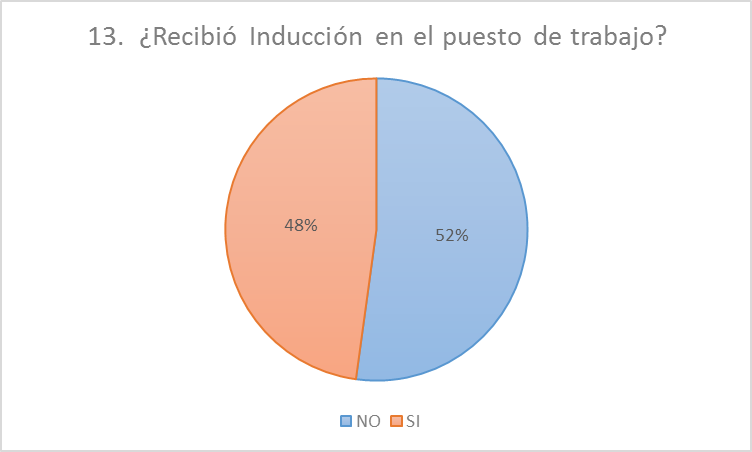 13. ¿Recibió Inducción en el puesto de trabajo?
48%
52%
NO SI